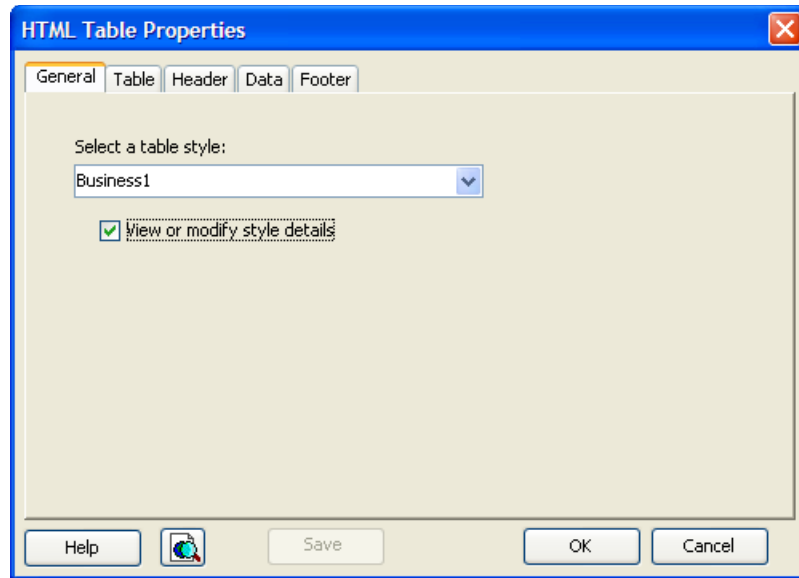 HTML Table Properties
General Table Header Data Footer
Select a table style:
Business1
View or modify style details
Help Save OK Cancel